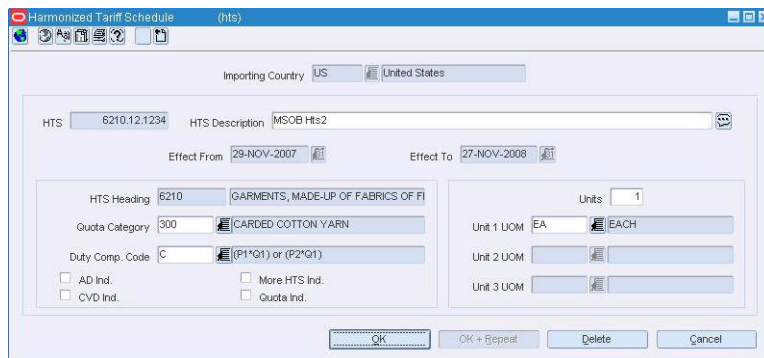 Harmonized Tariff Schedule (hts)
Importing Country US United States
HTS 6210.12.1234 HTS Description MSOB Hts2
Effect From 29-NOV-2007 Effect To 27-NOV-2008
HTS Heading 6210 GARMENTS, MADE-UP OF FABRICS OF FI
Units 1
Quota Category 300 CARDED COTTON YARN
Unit 1 UOM EA EACH
Duty Comp. Code C (P1*Q1) or (P2*Q1)
Unit 2 UOM
AD Ind. More HTS Ind.
Unit 3 UOM
CVD Ind. Quota Ind.
OK OK + Repeat Delete Cancel